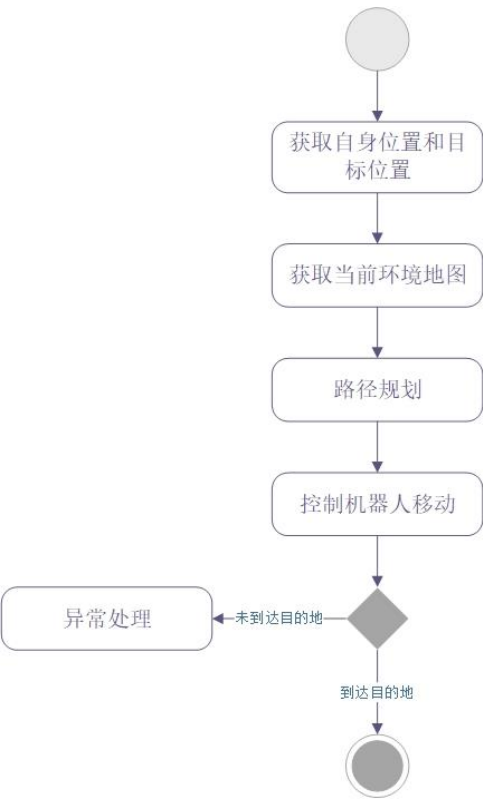 获取自身位置和目
标位置
获取当前环境地图
路径规划
控制机器人移动
异常处理
未到达目的地
到达目的地